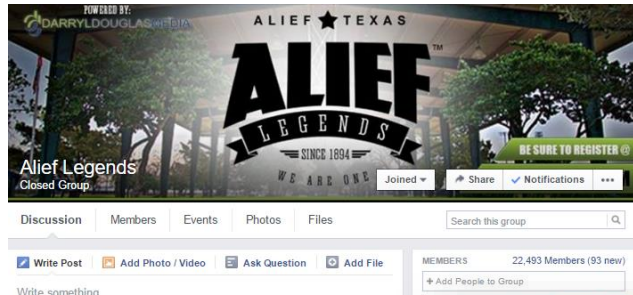 POWERED BY:
DARRYLDOUGLASMEDIA
ALIEF ★ TEXAS
ALIEF™
LEGENDS
SINCE 1894
WE ARE ONE
BE SURE TO REGISTER @
Alief Legends
Closed Group
Joined
Share
Notifications
Discussion
Members
Events
Photos
Files
Search this group
Write Post
Add Photo / Video
Ask Question
Add File
MEMBERS
22,493 Members (93 new)
Write something
+ Add People to Group